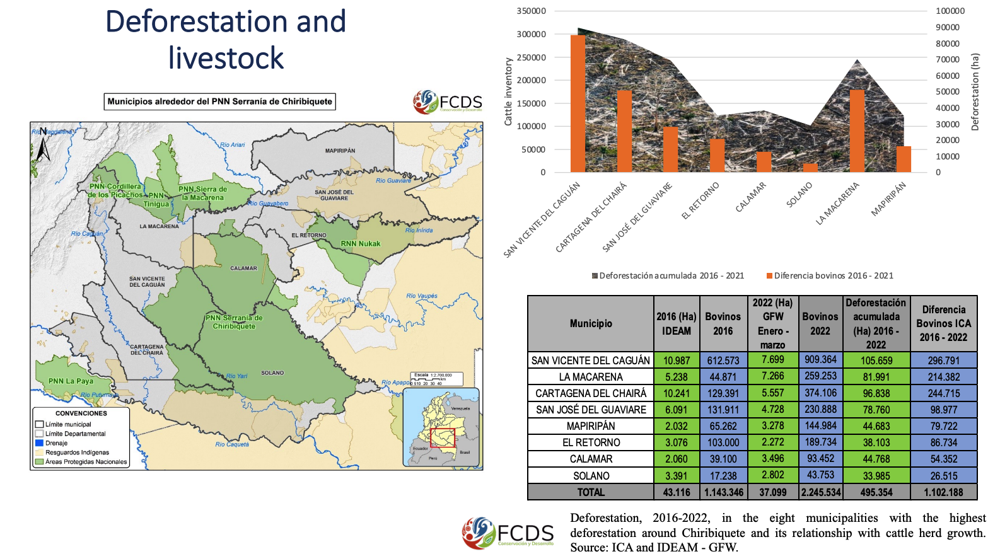 Deforestation and
livestock
Municipios alrededor del PNN Serranía de Chiribiquete
FCDS
Conservación y Desarrollo
N
Río Magdalena
Río Ariari
MAPIRIPÁN
Río Guaviare
PNN Cordillera
de los Picachos
PNN
Tinigua
PNN Sierra de
la Macarena
SAN JOSÉ DEL
GUAVIARE
Río Guayabero
LA MACARENA
Río Caguán
EL RETORNO
Río Inírida
RNN Nukak
CALAMAR
SAN VICENTE
DEL CAGUÁN
Río Vaupés
PNN Serranía de
Chiribiquete
CARTAGENA
DEL CHAIRÁ
SOLANO
Río Yarí
PNN La Paya
Río Putumayo
Río Apapo
Río Caquetá
Escala 1:2.700.000
0 5 10 20 30 40
km
CONVENCIONES
Límite municipal
Límite Departamental
Drenaje
Resguardos Indígenas
Áreas Protegidas Nacionales
Venezuela
Ecuador
Perú
Brasil
Cattle inventory
350000
300000
250000
200000
150000
100000
50000
0
100000
90000
80000
70000
60000
50000
40000
30000
20000
10000
0
Deforestation (ha)
SAN VICENTE DEL CAGUÁN
CARTAGENA DEL CHAIRÁ
SAN JOSÉ DEL GUAVIARE
EL RETORNO
CALAMAR
SOLANO
LA MACARENA
MAPIRIPÁN
Deforestación acumulada 2016 - 2021
Diferencia bovinos 2016 - 2021
Municipio
2016 (Ha)
IDEAM
Bovinos
2016
2022 (Ha)
GFW
Enero -
marzo
Bovinos
2022
Deforestación
acumulada
(Ha) 2016 -
2022
Diferencia
Bovinos ICA
2016 - 2022
SAN VICENTE DEL CAGUÁN 10.987 612.573 7.699 909.364 105.659 296.791
LA MACARENA 5.238 44.871 7.266 259.253 81.991 214.382
CARTAGENA DEL CHAIRÁ 10.241 129.391 5.557 374.106 96.838 244.715
SAN JOSÉ DEL GUAVIARE 6.091 131.911 4.728 230.888 78.760 98.977
MAPIRIPÁN 2.032 65.262 3.278 144.984 44.683 79.722
EL RETORNO 3.076 103.000 2.272 189.734 38.103 86.734
CALAMAR 2.060 39.100 3.496 93.452 44.768 54.352
SOLANO 3.391 17.238 2.802 43.753 33.985 26.515
TOTAL 43.116 1.143.346 37.099 2.245.534 495.354 1.102.188
FCDS
Conservación y Desarrollo
Deforestation, 2016-2022, in the eight municipalities with the highest
deforestation around Chiribiquete and its relationship with cattle herd growth.
Source: ICA and IDEAM - GFW.